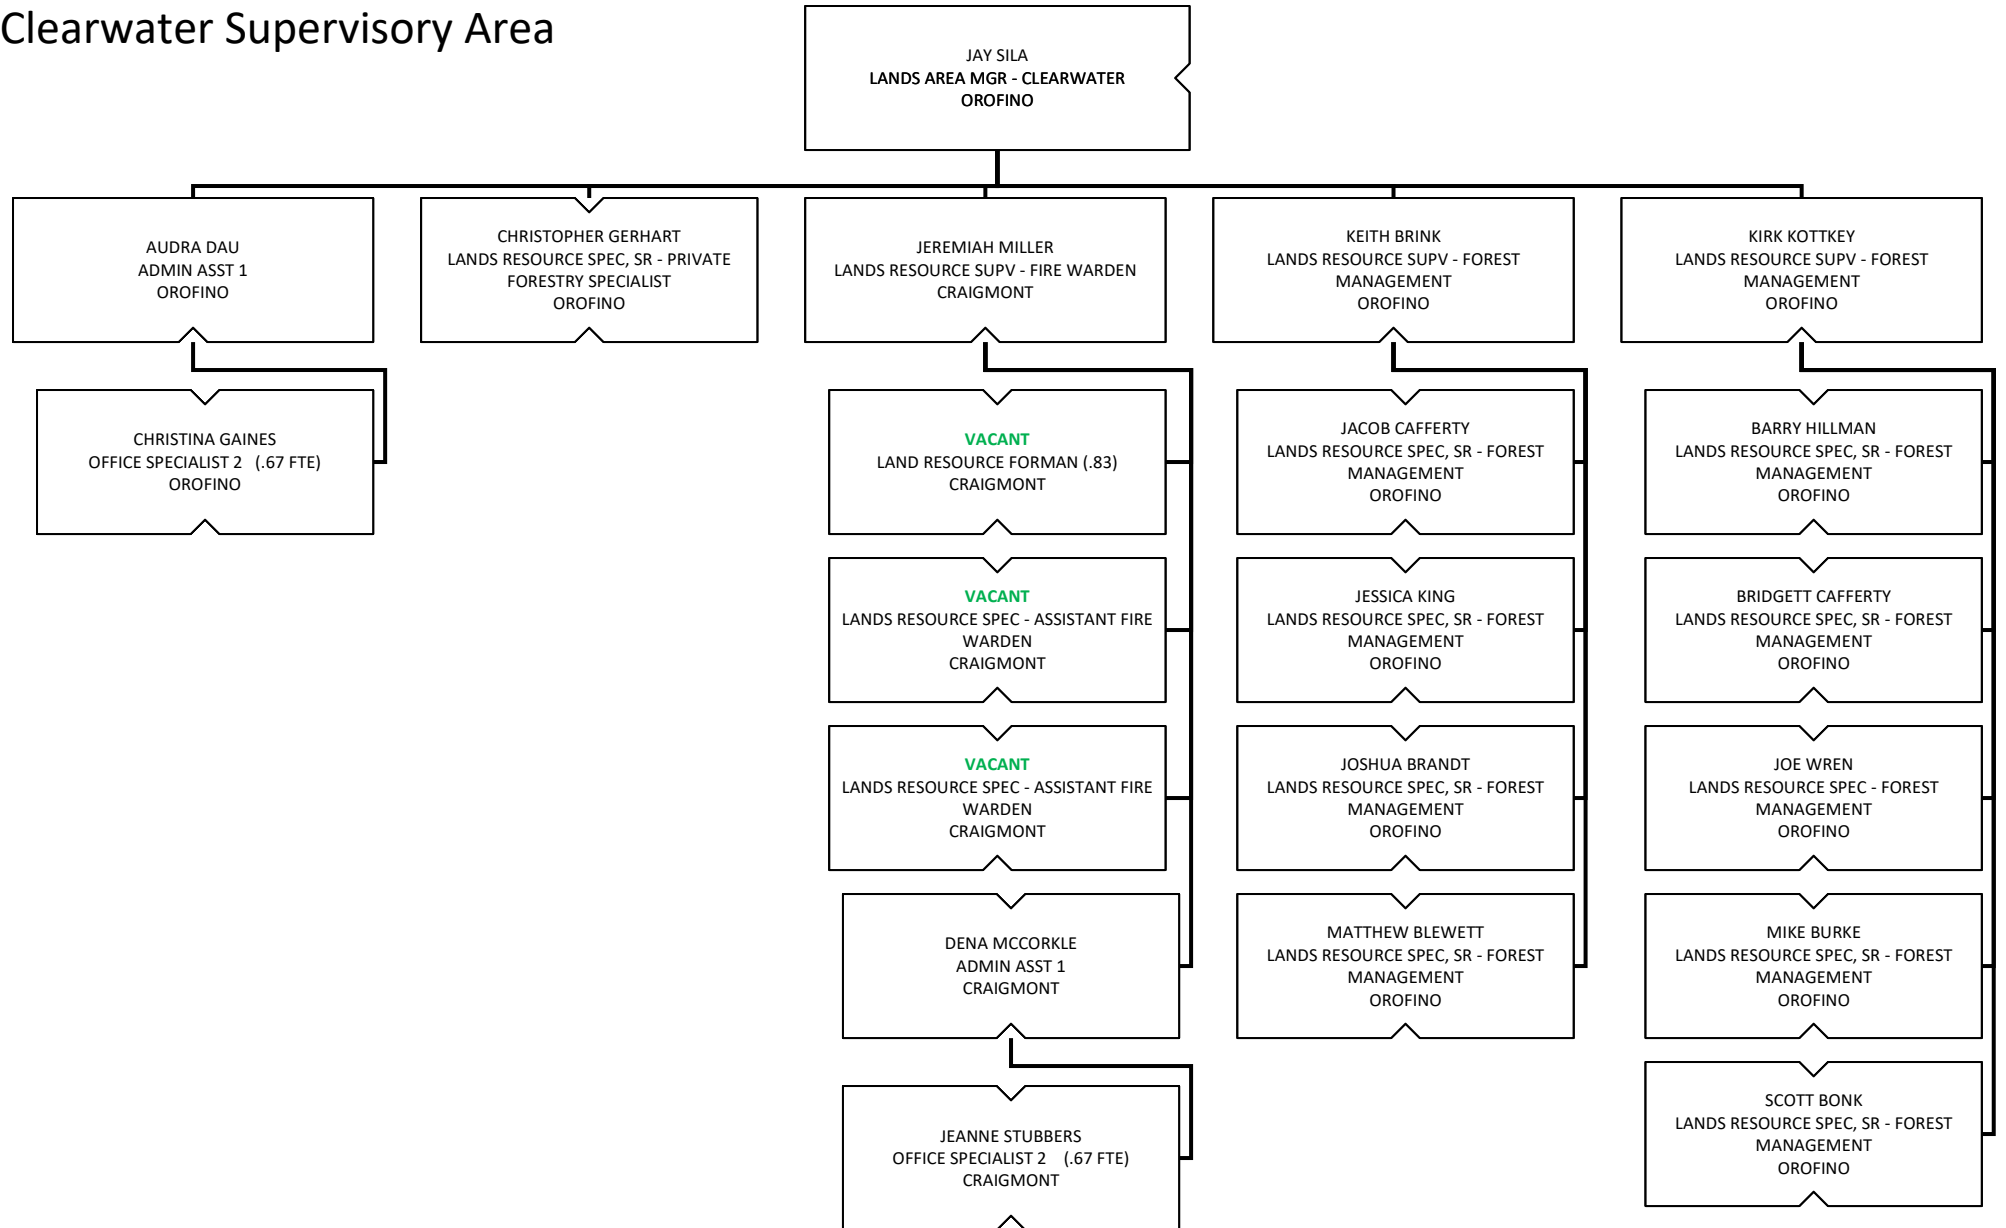 Clearwater Supervisory Area
JAY SILA
LANDS AREA MGR - CLEARWATER
OROFINO
AUDRA DAU
ADMIN ASST 1
OROFINO
CHRISTOPHER GERHART
LANDS RESOURCE SPEC, SR - PRIVATE
FORESTRY SPECIALIST
OROFINO
JEREMIAH MILLER
LANDS RESOURCE SUPV - FIRE WARDEN
CRAIGMONT
KEITH BRINK
LANDS RESOURCE SUPV - FOREST
MANAGEMENT
OROFINO
KIRK KOTTKEY
LANDS RESOURCE SUPV - FOREST
MANAGEMENT
OROFINO
CHRISTINA GAINES
OFFICE SPECIALIST 2 (.67 FTE)
OROFINO
VACANT
LAND RESOURCE FORMAN (.83)
CRAIGMONT
VACANT
LANDS RESOURCE SPEC - ASSISTANT FIRE
WARDEN
CRAIGMONT
VACANT
LANDS RESOURCE SPEC - ASSISTANT FIRE
WARDEN
CRAIGMONT
DENA MCCORKLE
ADMIN ASST 1
CRAIGMONT
JEANNE STUBBERS
OFFICE SPECIALIST 2 (.67 FTE)
CRAIGMONT
JACOB CAFFERTY
LANDS RESOURCE SPEC, SR - FOREST
MANAGEMENT
OROFINO
JESSICA KING
LANDS RESOURCE SPEC, SR - FOREST
MANAGEMENT
OROFINO
JOSHUA BRANDT
LANDS RESOURCE SPEC, SR - FOREST
MANAGEMENT
OROFINO
MATTHEW BLEWETT
LANDS RESOURCE SPEC, SR - FOREST
MANAGEMENT
OROFINO
BARRY HILLMAN
LANDS RESOURCE SPEC, SR - FOREST
MANAGEMENT
OROFINO
BRIDGETT CAFFERTY
LANDS RESOURCE SPEC, SR - FOREST
MANAGEMENT
OROFINO
JOE WREN
LANDS RESOURCE SPEC - FOREST
MANAGEMENT
OROFINO
MIKE BURKE
LANDS RESOURCE SPEC, SR - FOREST
MANAGEMENT
OROFINO
SCOTT BONK
LANDS RESOURCE SPEC, SR - FOREST
MANAGEMENT
OROFINO